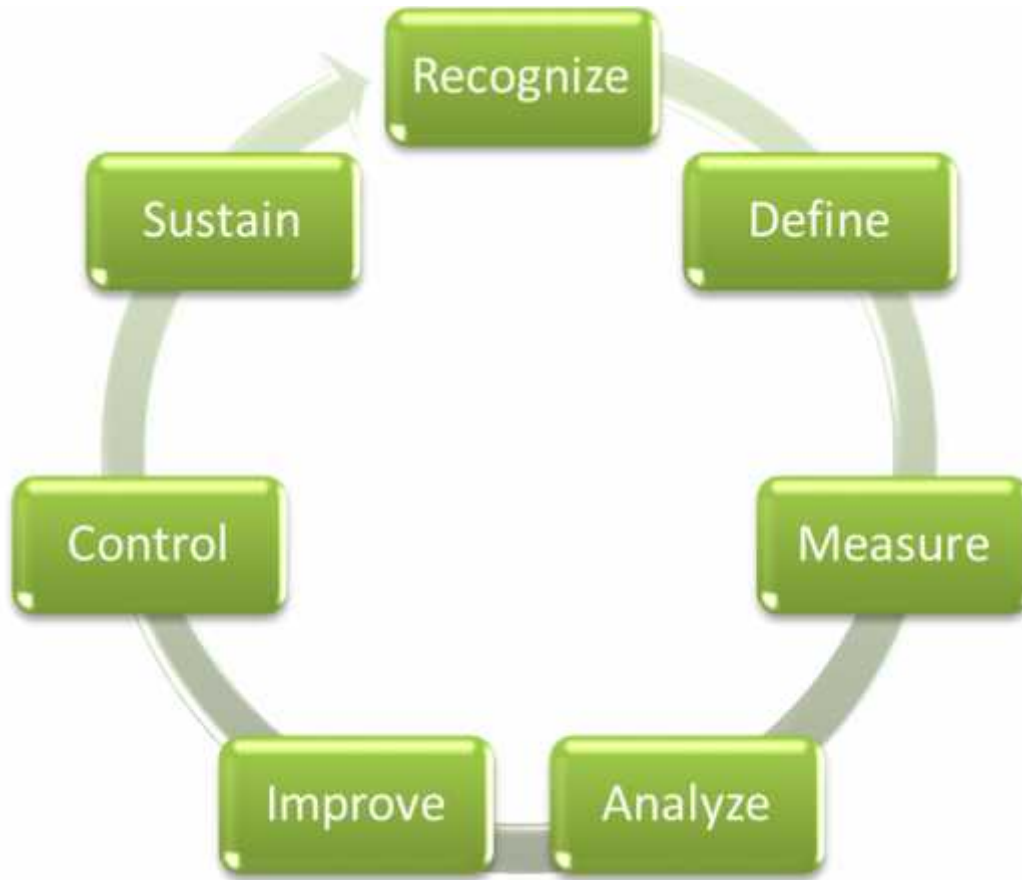 Recognize
Define
Measure
Analyze
Improve
Control
Sustain